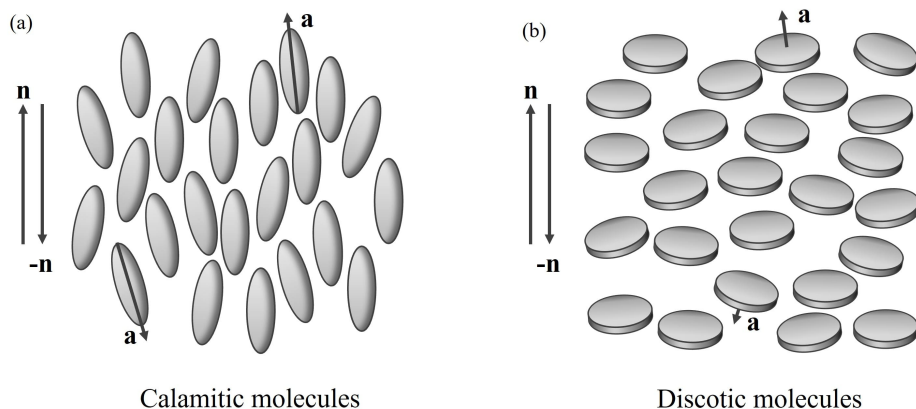 (a)
a
n
-n
a
Calamitic molecules
(b)
a
n
-n
a
Discotic molecules